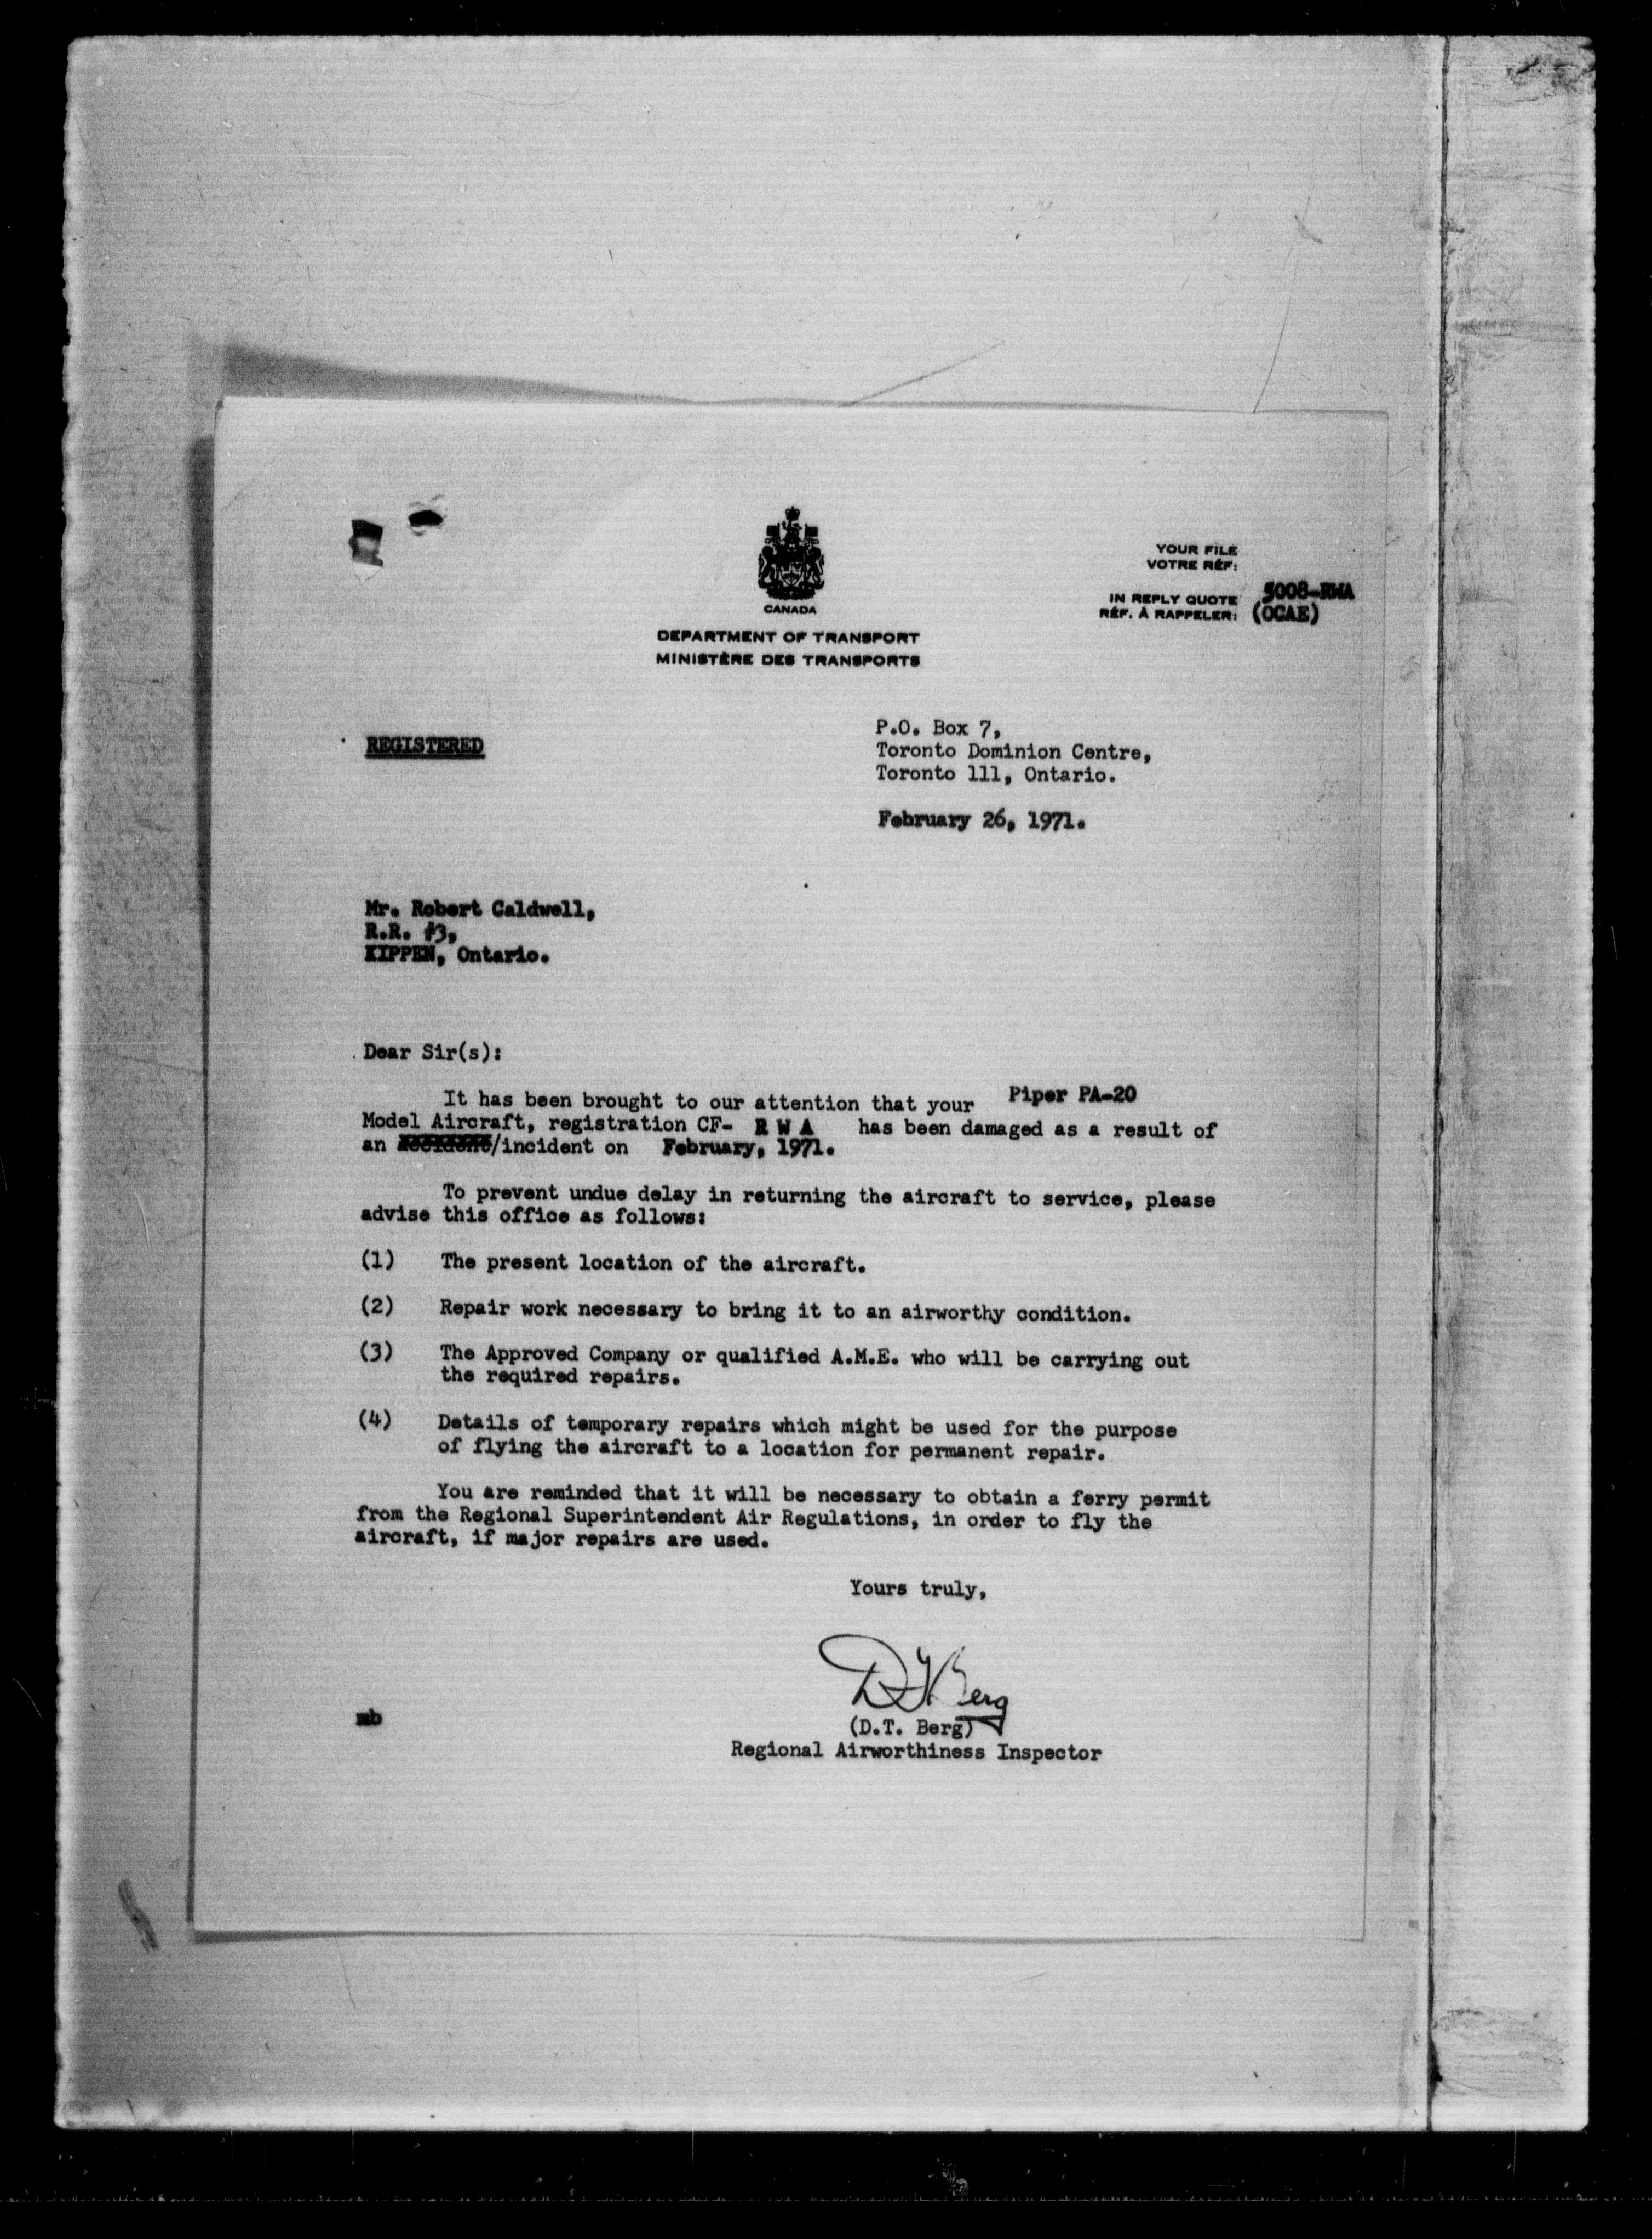 CANADA
DEPARTMENT OF TRANSPORT
MINISTÈRE DES TRANSPORTS
YOUR FILE
VOTRE RÉF:
IN REPLY QUOTE 5008-RWA
RÉF. À RAPPELER: (OCAE)
REGISTERED
P.O. Box 7,
Toronto Dominion Centre,
Toronto 111, Ontario.
February 26, 1971.
Mr. Robert Caldwell,
R.R. #3,
KIPPEN, Ontario.
Dear Sir(s):
It has been brought to our attention that your Piper PA-20
Model Aircraft, registration CF- R W A has been damaged as a result of
an accident/incident on February, 1971.
To prevent undue delay in returning the aircraft to service, please
advise this office as follows:
(1) The present location of the aircraft.
(2) Repair work necessary to bring it to an airworthy condition.
(3) The Approved Company or qualified A.M.E. who will be carrying out
the required repairs.
(4) Details of temporary repairs which might be used for the purpose
of flying the aircraft to a location for permanent repair.
You are reminded that it will be necessary to obtain a ferry permit
from the Regional Superintendent Air Regulations, in order to fly the
aircraft, if major repairs are used.
Yours truly,
D T Berg
(D.T. Berg)
Regional Airworthiness Inspector
mb